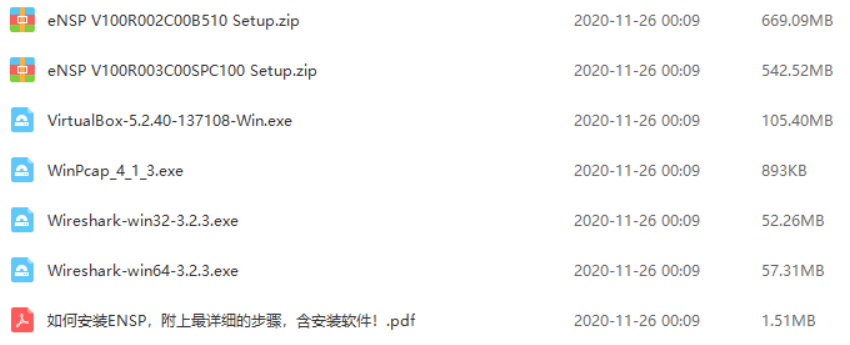 eNSP V100R002C00B510 Setup.zip 2020-11-26 00:09 669.09MB
eNSP V100R003C00SPC100 Setup.zip 2020-11-26 00:09 542.52MB
VirtualBox-5.2.40-137108-Win.exe 2020-11-26 00:09 105.40MB
WinPcap_4_1_3.exe 2020-11-26 00:09 893KB
Wireshark-win32-3.2.3.exe 2020-11-26 00:09 52.26MB
Wireshark-win64-3.2.3.exe 2020-11-26 00:09 57.31MB
如何安装ENSP，附上最详细的步骤，含安装软件！.pdf 2020-11-26 00:09 1.51MB